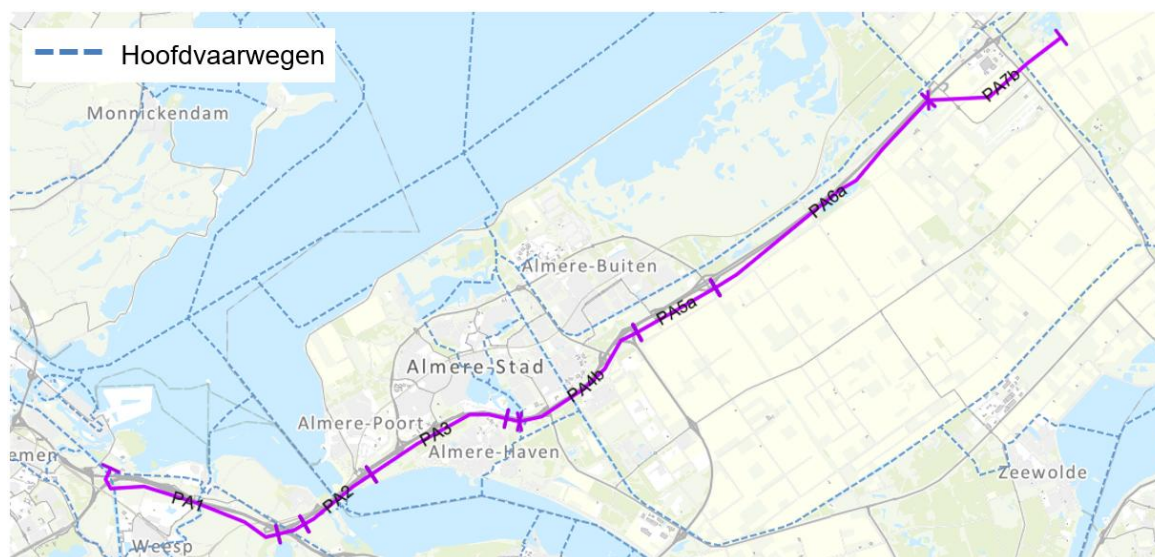 Hoofdvaarwegen
Monnickendam
PA7b
PA6a
Almere-Buiten
PA5a
Almere-Stad
PA4b
Almere-Poort
PA3
Almere-Haven
emen
Zeewolde
PA1
PA2
Weesp